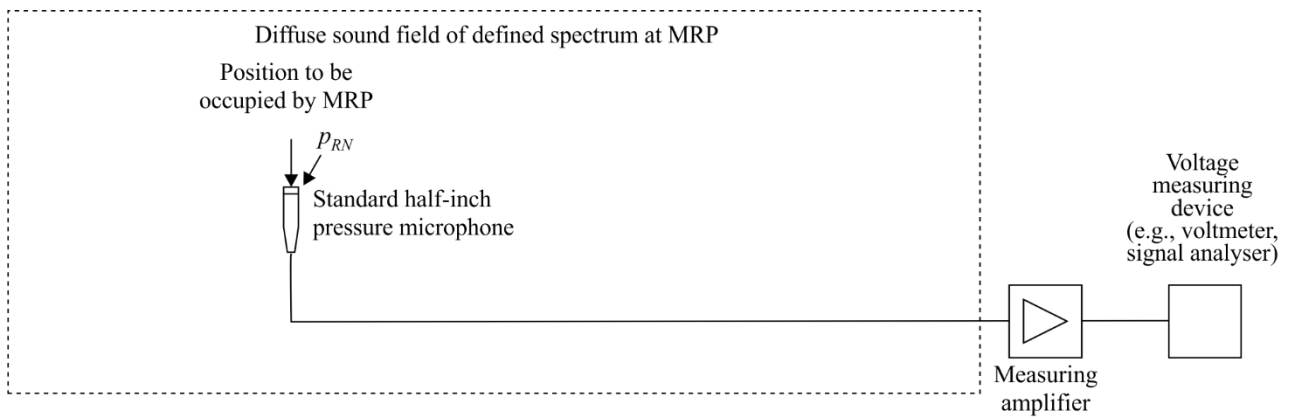 Diffuse sound field of defined spectrum at MRP
Position to be
occupied by MRP
pRN
Standard half-inch
pressure microphone
Voltage
measuring
device
(e.g., voltmeter,
signal analyser)
Measuring
amplifier